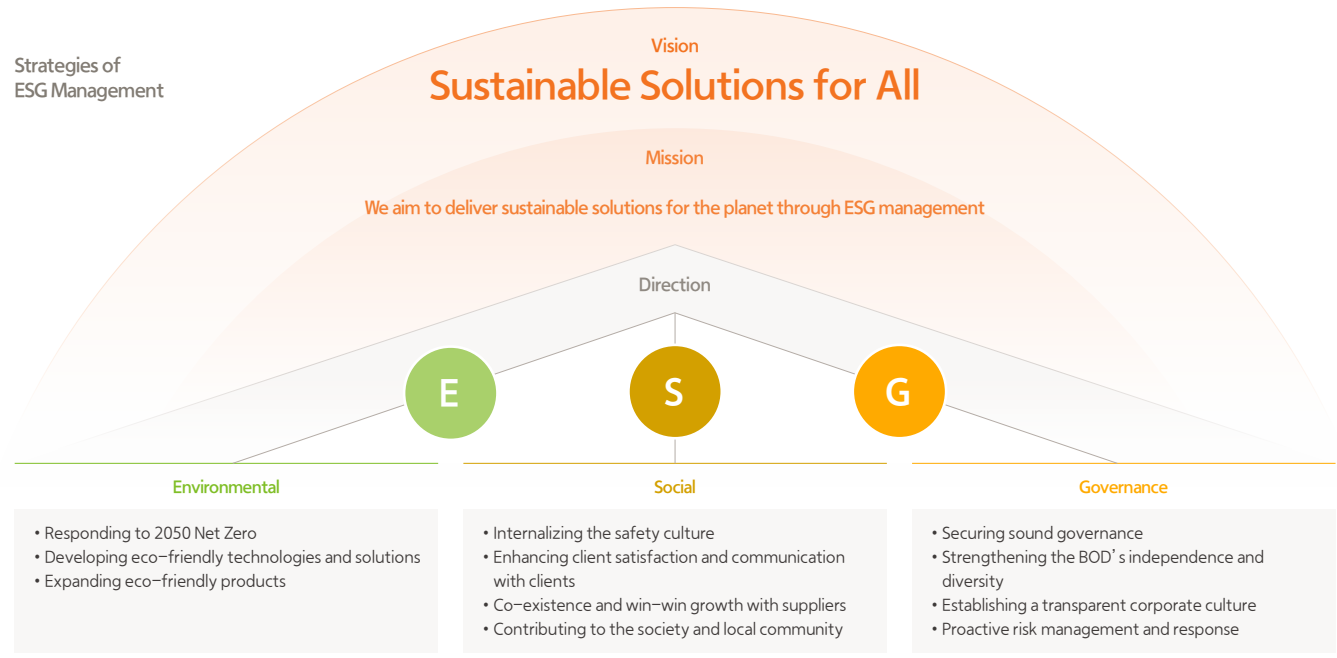 Strategies of
ESG Management
Vision
Sustainable Solutions for All
Mission
We aim to deliver sustainable solutions for the planet through ESG management
Direction
E
S
G
Environmental
• Responding to 2050 Net Zero
• Developing eco-friendly technologies and solutions
• Expanding eco-friendly products
Social
• Internalizing the safety culture
• Enhancing client satisfaction and communication
with clients
• Co-existence and win-win growth with suppliers
• Contributing to the society and local community
Governance
• Securing sound governance
• Strengthening the BOD’s independence and
diversity
• Establishing a transparent corporate culture
• Proactive risk management and response